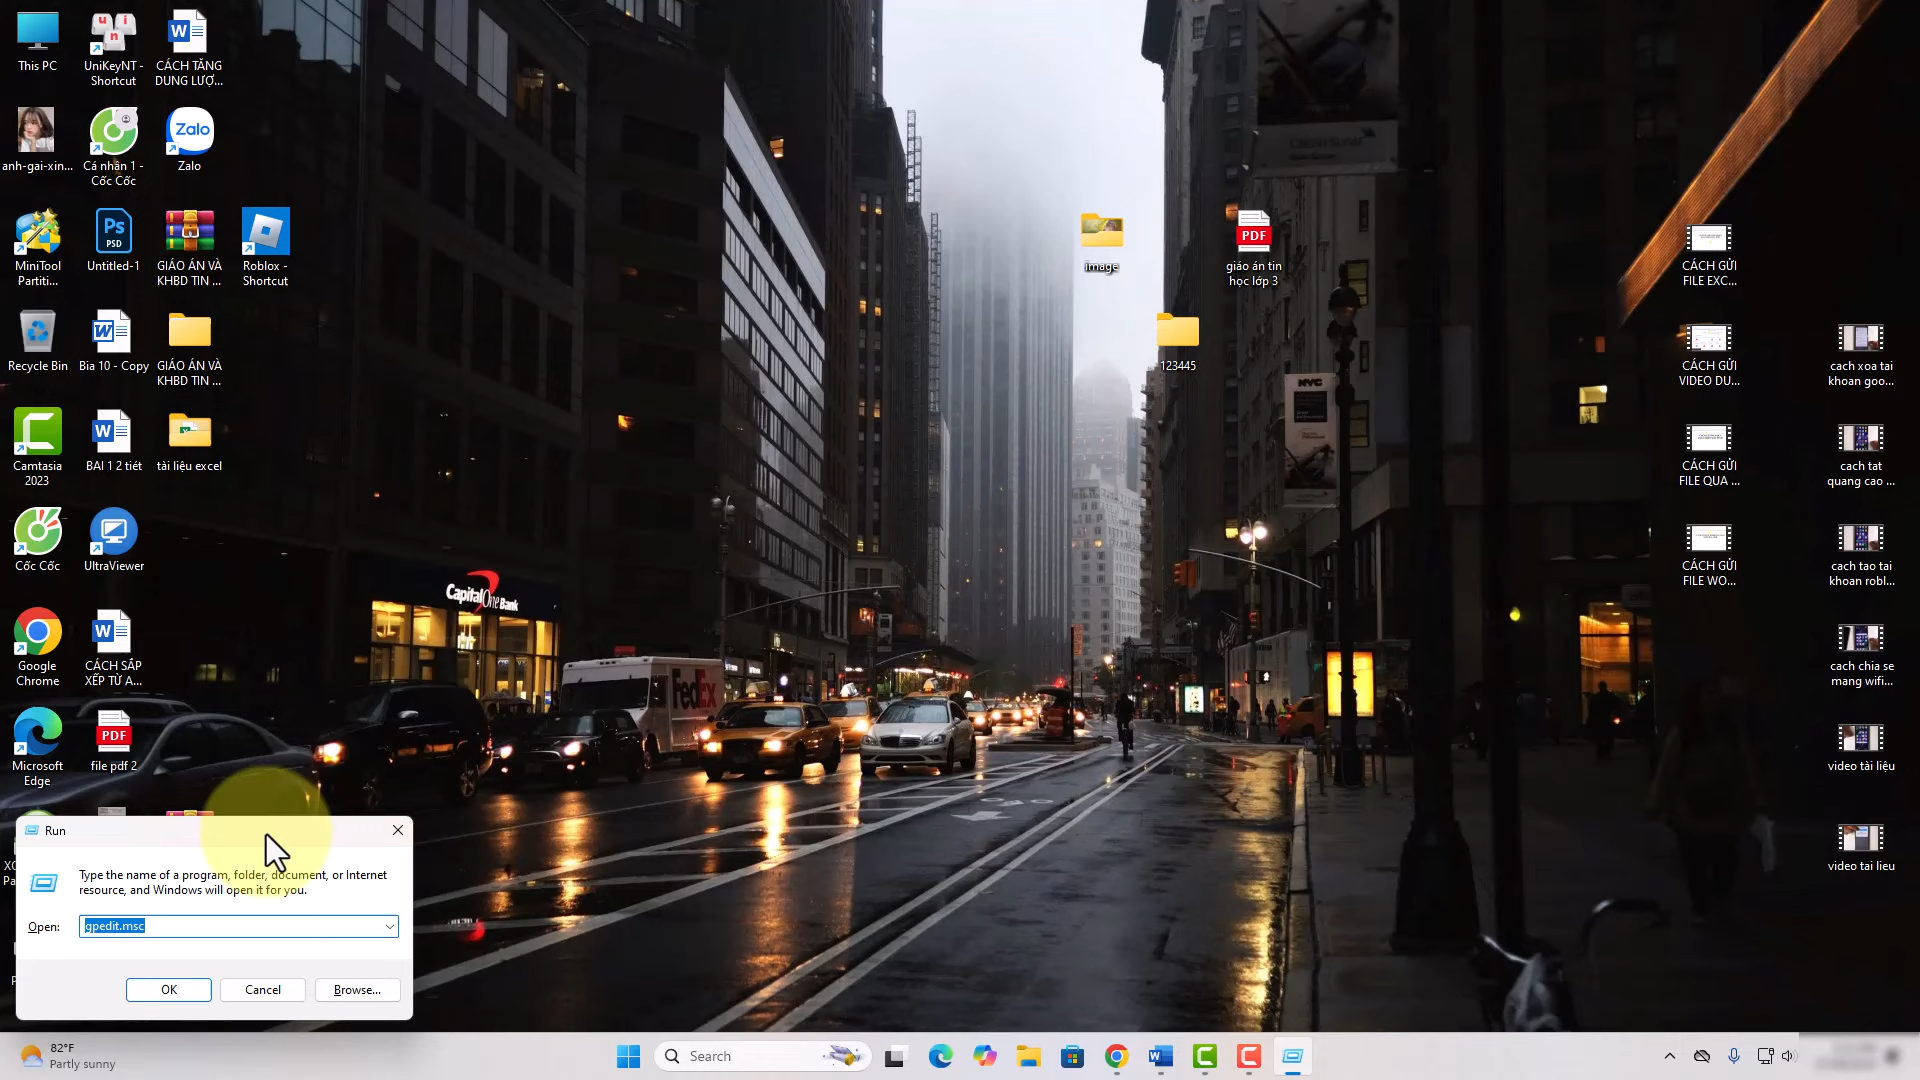 This PC
UniKeyNT -
Shortcut
CÁCH TĂNG
DUNG LƯỢ...
anh-gai-xin...
Cá nhân 1 -
Cốc Cốc
Zalo
Zalo
MiniTool
Partiti...
Ps
PSD
Untitled-1
GIÁO ÁN VÀ
KHBD TIN ...
Roblox -
Shortcut
image
PDF
giáo án tin
học lớp 3
CÁCH GỬI
FILE EXC...
Recycle Bin
Bia 10 - Copy
GIÁO ÁN VÀ
KHBD TIN ...
123445
CÁCH GỬI
VIDEO DU...
cach xoa tai
khoan goo...
NYC
Camtasia
2023
BAI 1 2 tiét
tài liệu excel
CÁCH GỬI
FILE QUA ...
cach tat
quang cao ...
Cốc Cốc
UltraViewer
CÁCH GỬI
FILE WO...
cach tao tai
khoan robl...
Capital One Bank
Google
Chrome
CÁCH SẮP
XẾP TỪ A...
FedEx
cach chia se
mang wifi...
Microsoft
Edge
PDF
file pdf 2
video tài liệu
video tai lieu
Run
Type the name of a program, folder, document, or Internet
resource, and Windows will open it for you.
Open:
gpedit.msc
OK
Cancel
Browse...
82°F
Partly sunny
Search